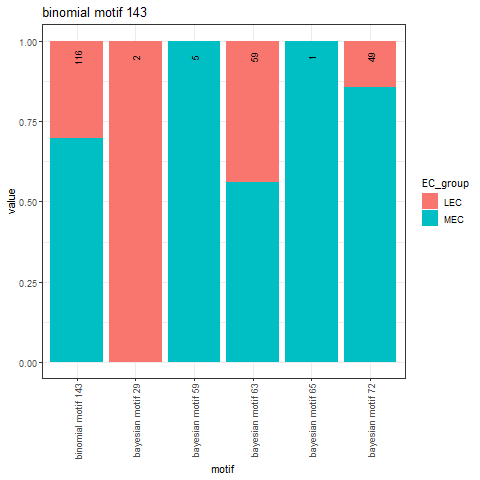 binomial motif 143
1.00
0.75
0.50
0.25
0.00
value
116
2
5
59
1
49
binomial motif 143
bayesian motif 29
bayesian motif 59
bayesian motif 63
bayesian motif 65
bayesian motif 72
motif
EC_group
LEC
MEC